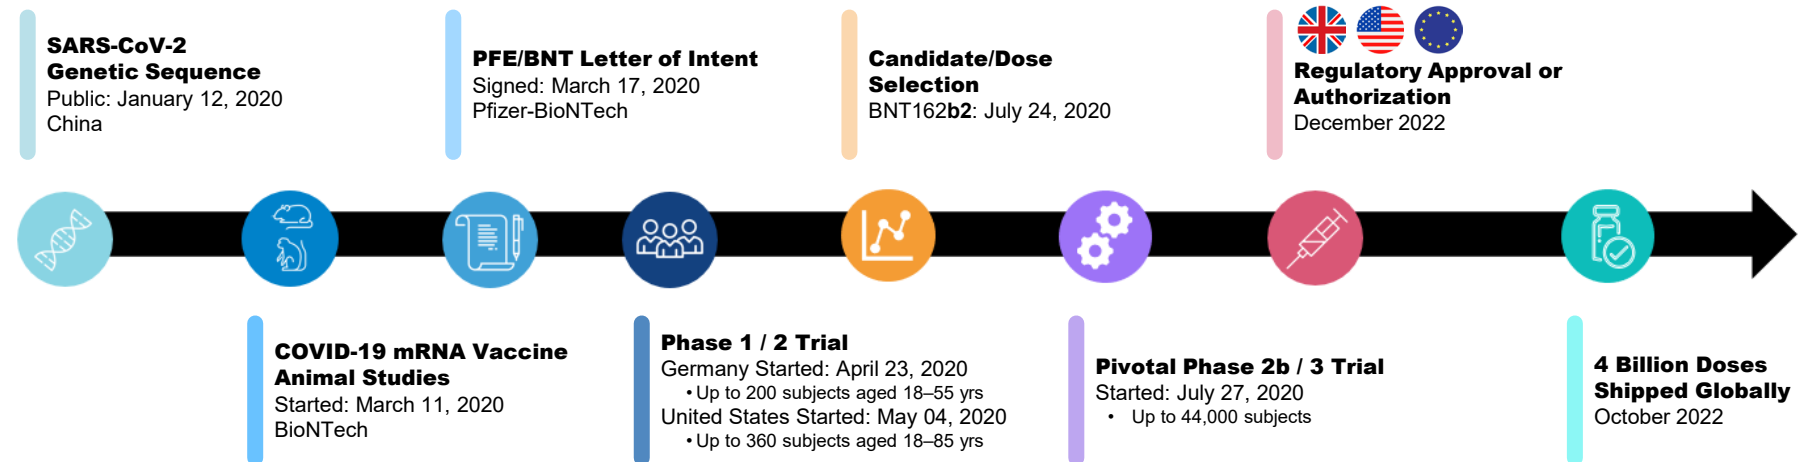 SARS-CoV-2
Genetic Sequence
Public: January 12, 2020
China
COVID-19 mRNA Vaccine
Animal Studies
Started: March 11, 2020
BioNTech
PFE/BNT Letter of Intent
Signed: March 17, 2020
Pfizer-BioNTech
Phase 1 / 2 Trial
Germany Started: April 23, 2020
• Up to 200 subjects aged 18–55 yrs
United States Started: May 04, 2020
• Up to 360 subjects aged 18–85 yrs
Candidate/Dose
Selection
BNT162b2: July 24, 2020
Pivotal Phase 2b / 3 Trial
Started: July 27, 2020
• Up to 44,000 subjects
Regulatory Approval or
Authorization
December 2022
4 Billion Doses
Shipped Globally
October 2022